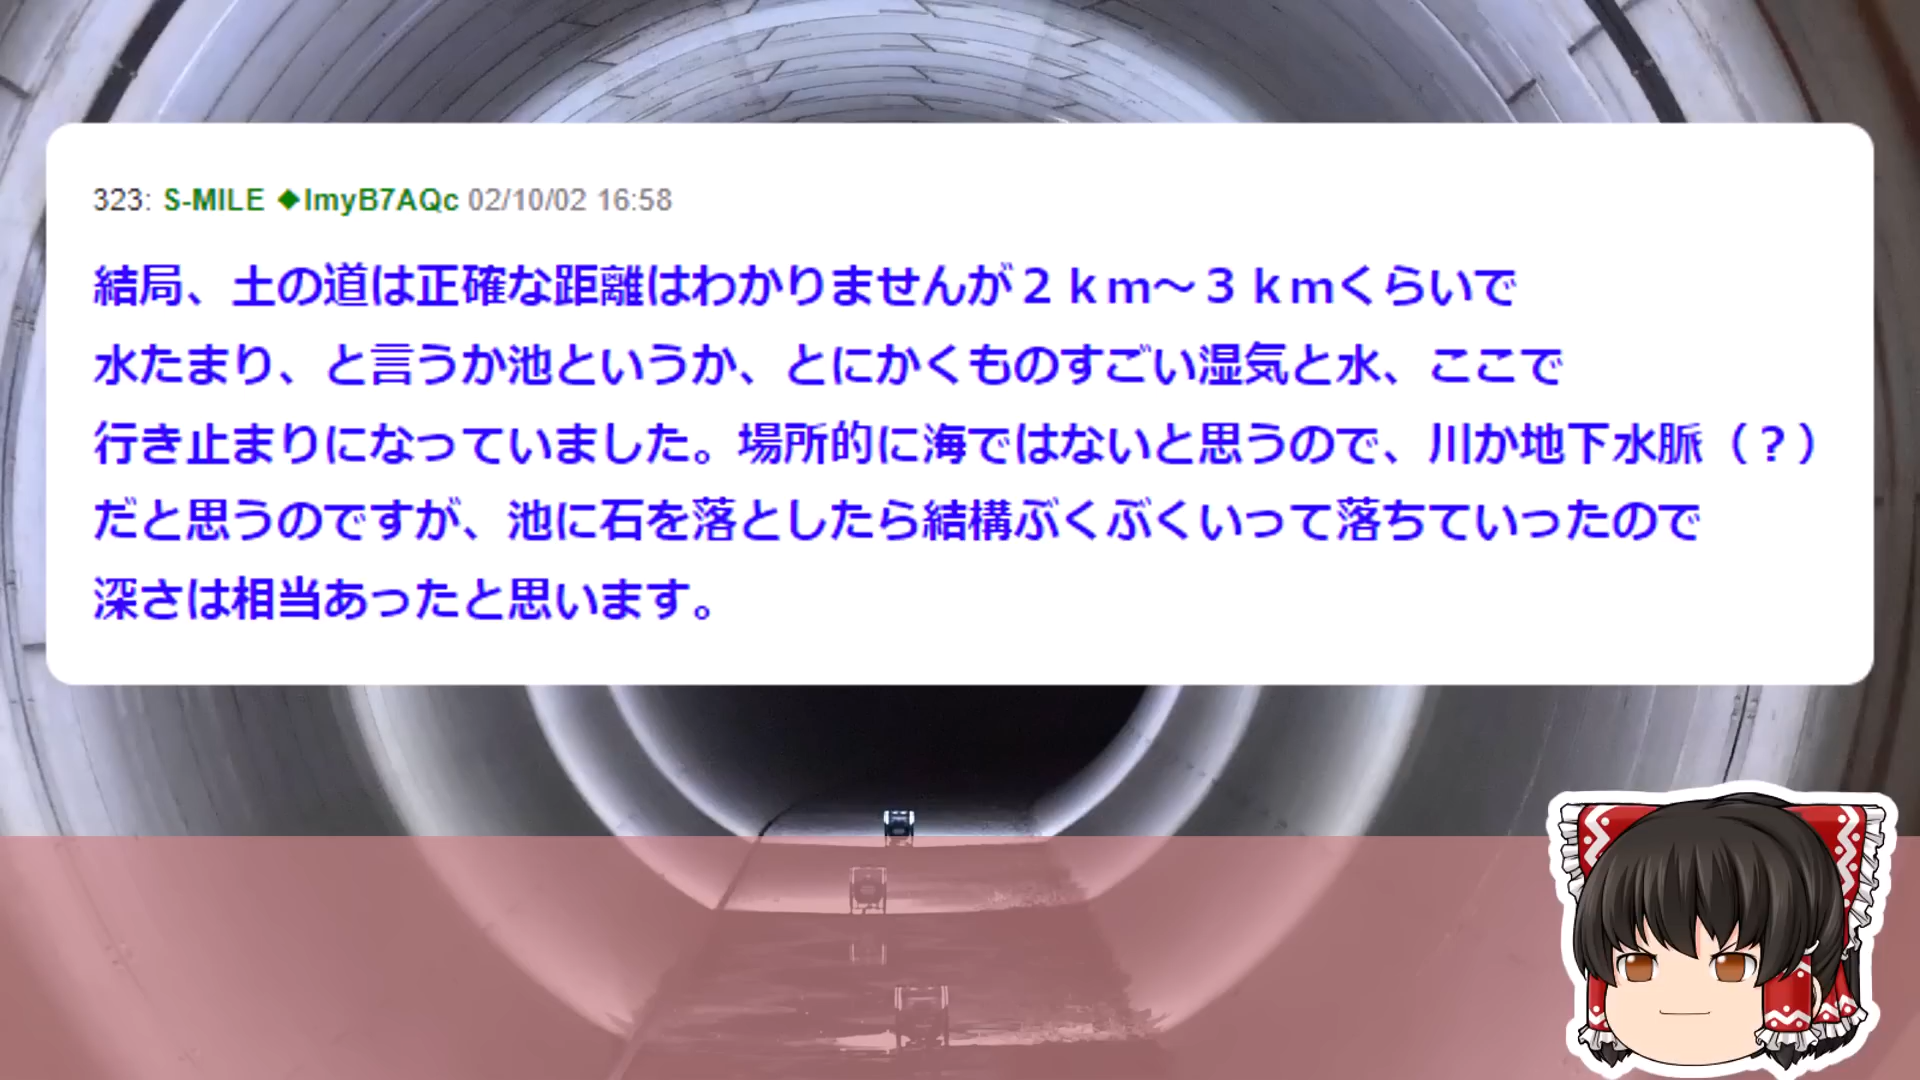 323: S-MILE ◆ImyB7AQc 02/10/02 16:58
結局、土の道は正確な距離はわかりませんが２ｋｍ～３ｋｍくらいで
水たまり、と言うか池というか、とにかくものすごい湿気と水、ここで
行き止まりになっていました。場所的に海ではないと思うので、川か地下水脈（？）
だと思うのですが、池に石を落としたら結構ぶくぶくいって落ちていったので
深さは相当あったと思います。